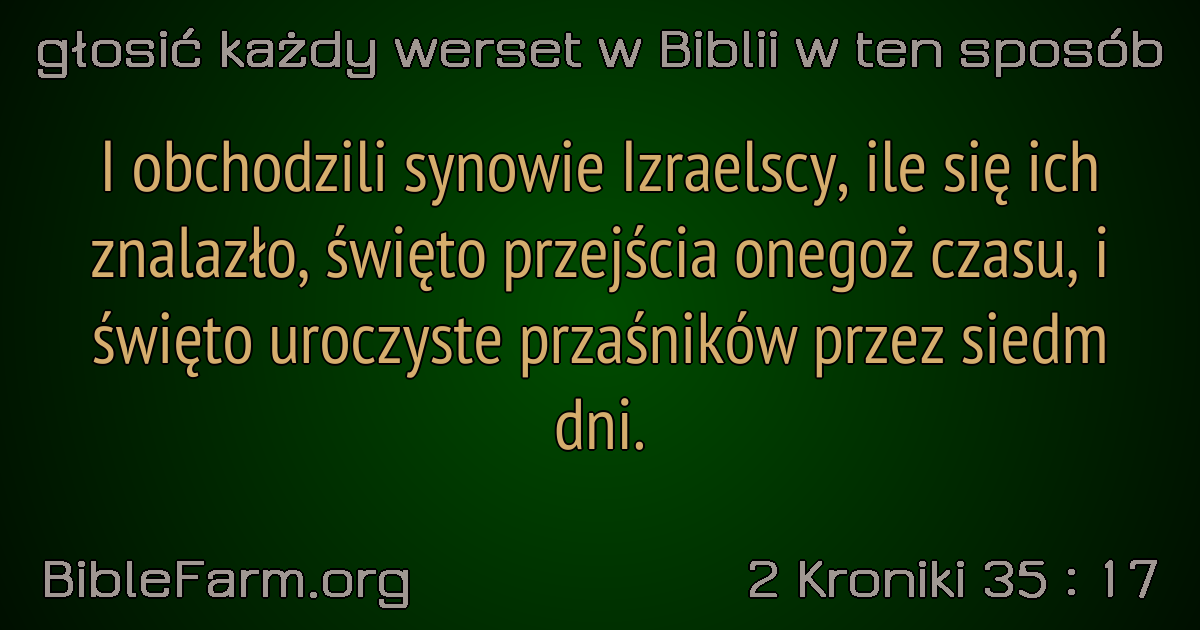 głosić każdy werset w Biblii w ten sposób
I obchodzili synowie Izraelscy, ile się ich
znalazło, święto przejścia onegoż czasu, i
święto uroczyste przaśników przez siedm
dni.
BibleFarm.org
2 Kroniki 35 : 17